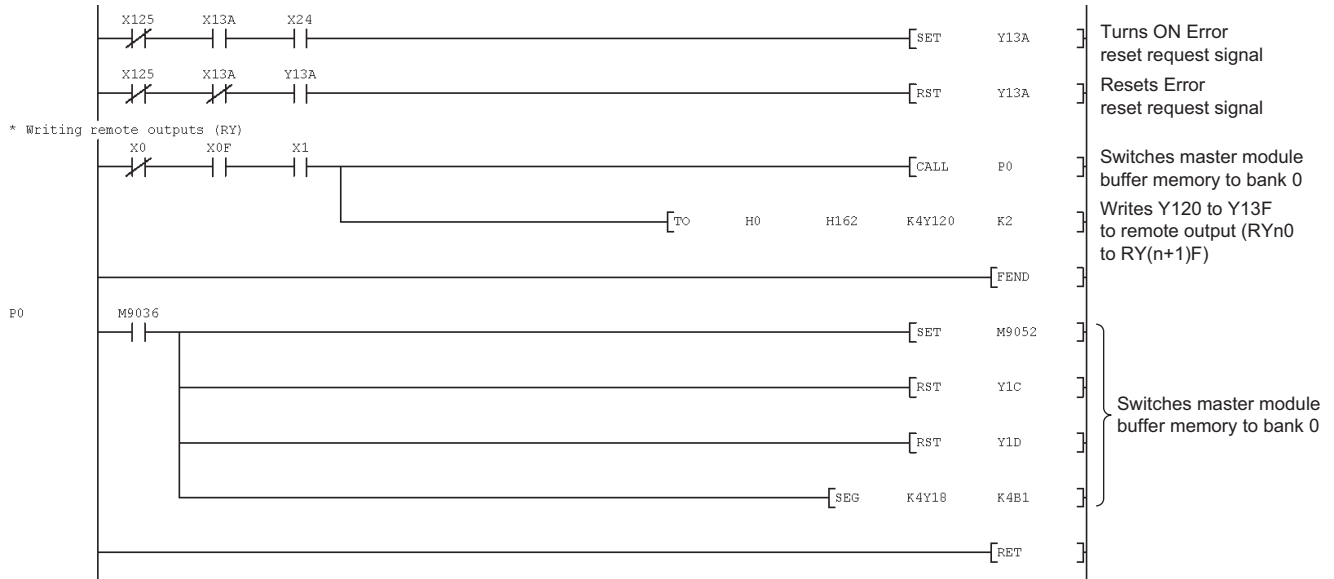 X125 X13A X24
SET Y13A
Turns ON Error
reset request signal
X125 X13A Y13A
RST Y13A
Resets Error
reset request signal
* Writing remote outputs (RY)
X0 X0F X1
CALL P0
Switches master module
buffer memory to bank 0
TO H0 H162 K4Y120 K2
Writes Y120 to Y13F
to remote output (RYn0
to RY(n+1)F)
FEND
P0 M9036
SET M9052
RST Y1C
RST Y1D
SEG K4Y18 K4B1
Switches master module
buffer memory to bank 0
RET